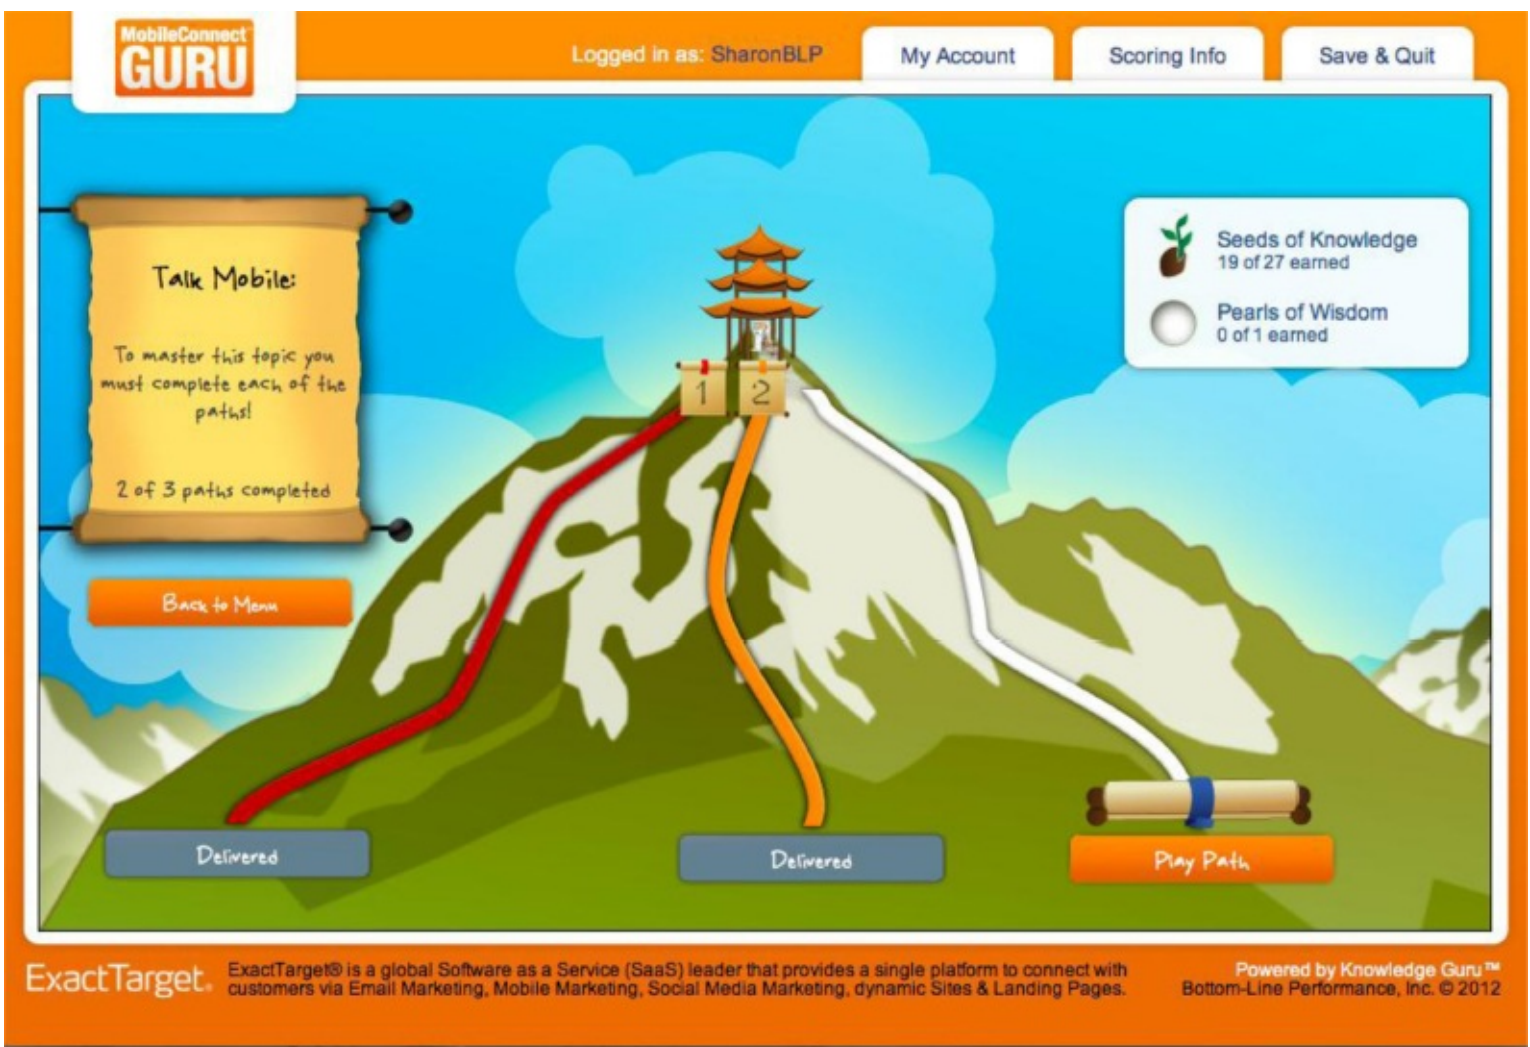 MobileConnect
GURU
Logged in as: SharonBLP
My Account
Scoring Info
Save & Quit
Talk Mobile:
To master this topic you
must complete each of the
paths!
2 of 3 paths completed
Back to Menu
Seeds of Knowledge
19 of 27 earned
Pearls of Wisdom
0 of 1 earned
1
2
Delivered
Delivered
Play Path
ExactTarget.
ExactTarget® is a global Software as a Service (SaaS) leader that provides a single platform to connect with
customers via Email Marketing, Mobile Marketing, Social Media Marketing, dynamic Sites & Landing Pages.
Powered by Knowledge Guru™
Bottom-Line Performance, Inc. © 2012